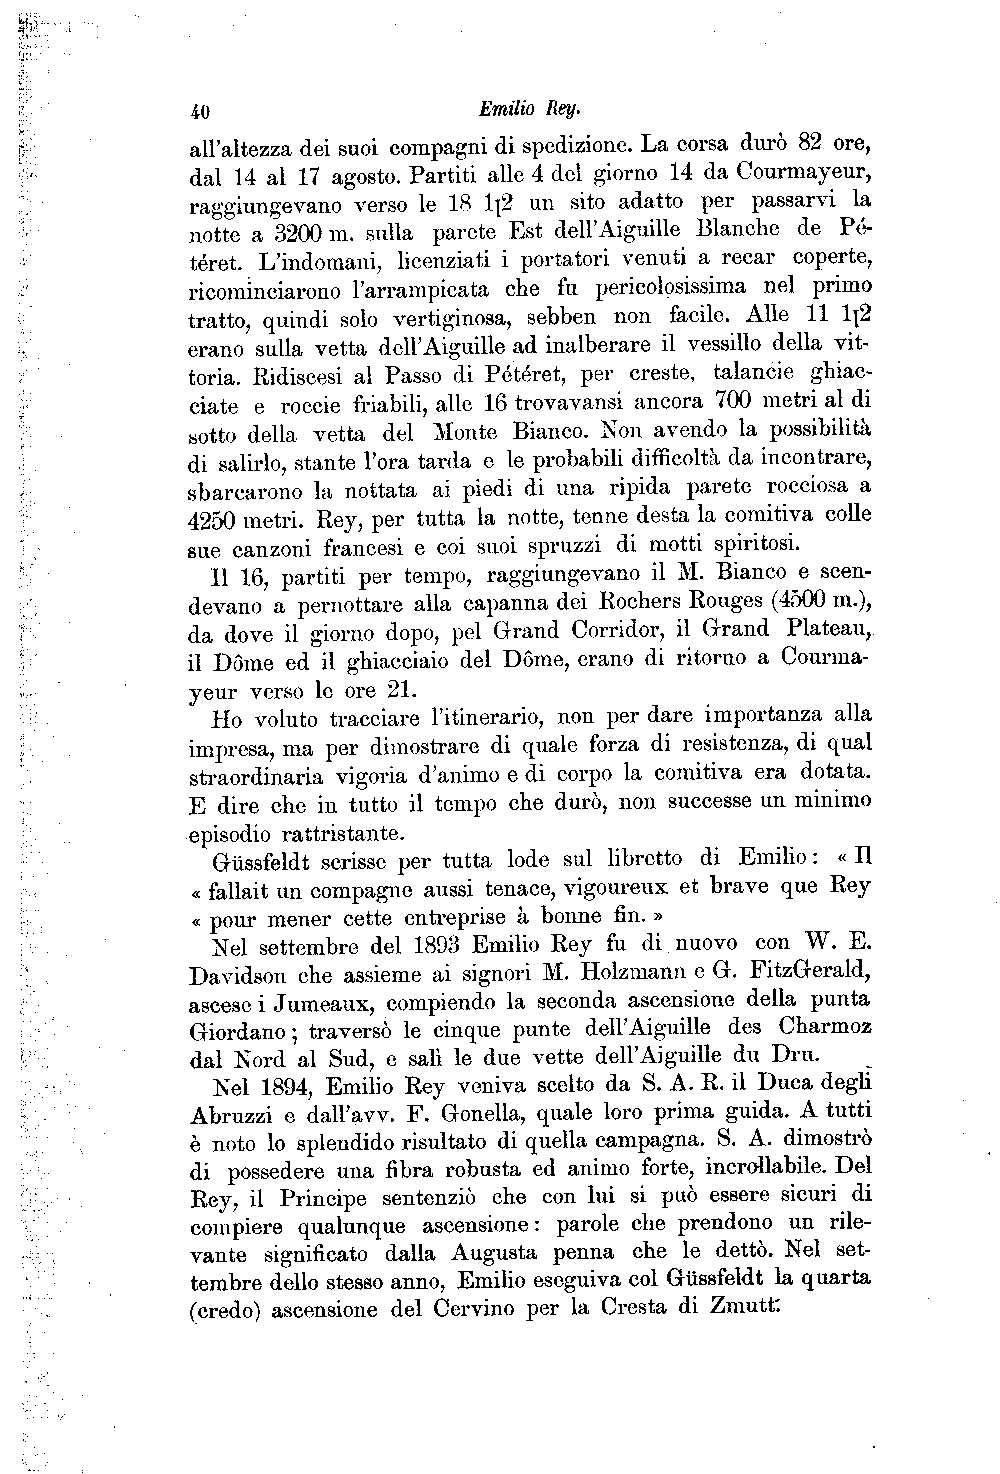 40 Emilio Rey.
all'altezza dei suoi compagni di spedizione. La corsa durò 82 ore,
dal 14 al 17 agosto. Partiti alle 4 del giorno 14 da Courmayeur,
raggiungevano verso le 18 1|2 un sito adatto per passarvi la
notte a 3200 m. sulla parete Est dell'Aiguille Blanche de Pé-
téret. L'indomani, licenziati i portatori venuti a recar coperte,
ricominciarono l'arrampicata che fu pericolosissima nel primo
tratto, quindi solo vertiginosa, sebben non facile. Alle 11 1|2
erano sulla vetta dell'Aiguille ad inalberare il vessillo della vit-
toria. Ridiscesi al Passo di Pétéret, per creste, talancie ghiac-
ciate e roccie friabili, alle 16 trovavansi ancora 700 metri al di
sotto della vetta del Monte Bianco. Non avendo la possibilità
di salirlo, stante l'ora tarda e le probabili difficoltà da incontrare,
sbarcarono la nottata ai piedi di una ripida parete rocciosa a
4250 metri. Rey, per tutta la notte, tenne desta la comitiva colle
sue canzoni francesi e coi suoi spruzzi di motti spiritosi.
Il 16, partiti per tempo, raggiungevano il M. Bianco e scen-
devano a pernottare alla capanna dei Rochers Rouges (4500 m.),
da dove il giorno dopo, pel Grand Corridor, il Grand Plateau,
il Dôme ed il ghiacciaio del Dôme, erano di ritorno a Courma-
yeur verso le ore 21.
Ho voluto tracciare l'itinerario, non per dare importanza alla
impresa, ma per dimostrare di quale forza di resistenza, di qual
straordinaria vigoria d'animo e di corpo la comitiva era dotata.
E dire che in tutto il tempo che durò, non successe un minimo
episodio rattristante.
Güssfeldt scrisse per tutta lode sul libretto di Emilio: « Il
« fallait un compagne aussi tenace, vigoureux et brave que Rey
« pour mener cette entreprise à bonne fin. »
Nel settembre del 1893 Emilio Rey fu di nuovo con W. E.
Davidson che assieme ai signori M. Holzmann e G. FitzGerald,
ascese i Jumeaux, compiendo la seconda ascensione della punta
Giordano; traversò le cinque punte dell'Aiguille des Charmoz
dal Nord al Sud, e salì le due vette dell'Aiguille du Dru.
Nel 1894, Emilio Rey veniva scelto da S. A. R. il Duca degli
Abruzzi e dall'avv. F. Gonella, quale loro prima guida. A tutti
è noto lo splendido risultato di quella campagna. S. A. dimostrò
di possedere una fibra robusta ed animo forte, incrollabile. Del
Rey, il Principe sentenziò che con lui si può essere sicuri di
compiere qualunque ascensione: parole che prendono un rile-
vante significato dalla Augusta penna che le dettò. Nel set-
tembre dello stesso anno, Emilio eseguiva col Güssfeldt la quarta
(credo) ascensione del Cervino per la Cresta di Zmutt.